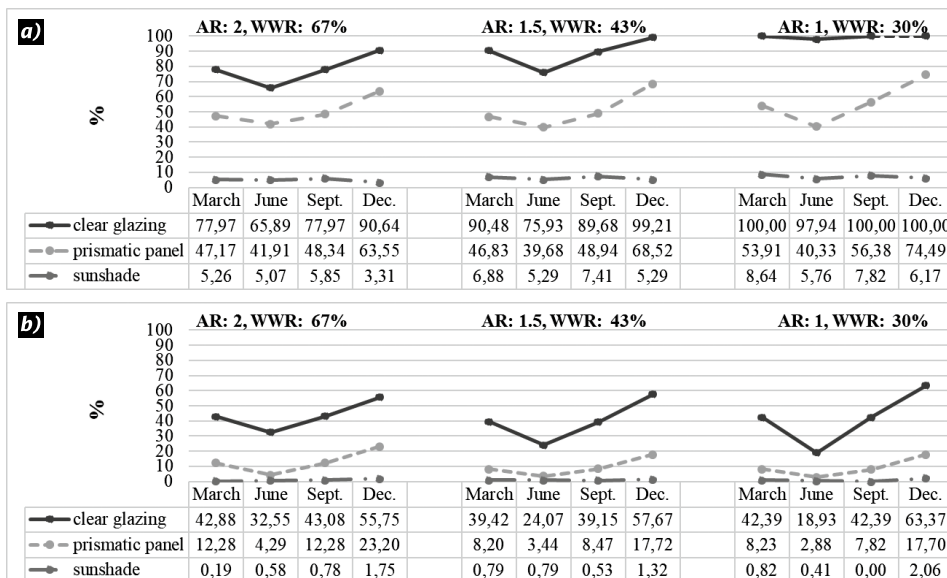 a)
AR: 2, WWR: 67% AR: 1.5, WWR: 43% AR: 1, WWR: 30%
100
90
80
70
60
50
40
30
20
10
0
%
March June Sept. Dec. March June Sept. Dec. March June Sept. Dec.
clear glazing 77,97 65,89 77,97 90,64 90,48 75,93 89,68 99,21 100,00 97,94 100,00 100,00
prismatic panel 47,17 41,91 48,34 63,55 46,83 39,68 48,94 68,52 53,91 40,33 56,38 74,49
sunshade 5,26 5,07 5,85 3,31 6,88 5,29 7,41 5,29 8,64 5,76 7,82 6,17
b)
AR: 2, WWR: 67% AR: 1.5, WWR: 43% AR: 1, WWR: 30%
100
90
80
70
60
50
40
30
20
10
0
%
March June Sept. Dec. March June Sept. Dec. March June Sept. Dec.
clear glazing 42,88 32,55 43,08 55,75 39,42 24,07 39,15 57,67 42,39 18,93 42,39 63,37
prismatic panel 12,28 4,29 12,28 23,20 8,20 3,44 8,47 17,72 8,23 2,88 7,82 17,70
sunshade 0,19 0,58 0,78 1,75 0,79 0,79 0,53 1,32 0,82 0,41 0,00 2,06